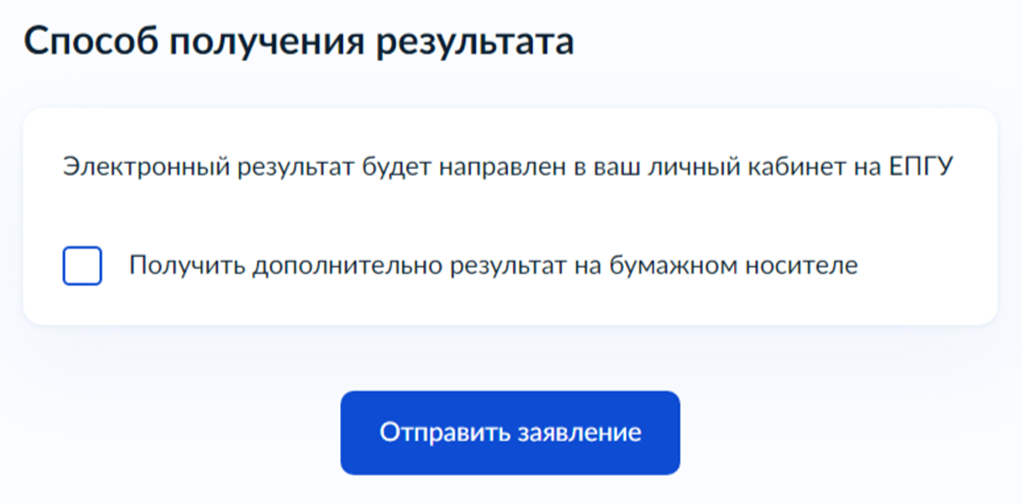 Способ получения результата
Электронный результат будет направлен в ваш личный кабинет на ЕПГУ
Получить дополнительно результат на бумажном носителе
Отправить заявление